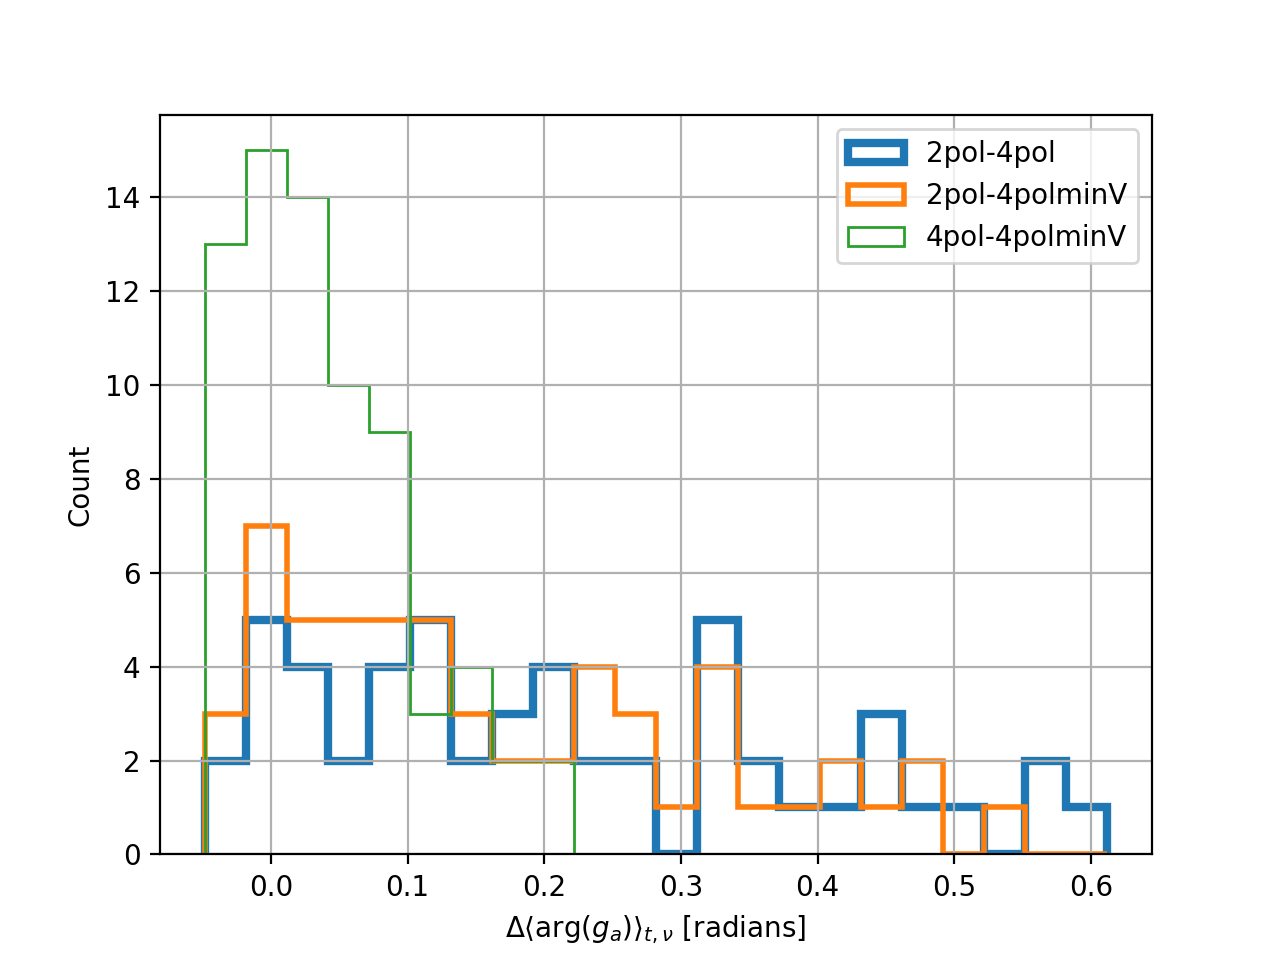 2pol-4pol
2pol-4polminV
4pol-4polminV
14
12
10
8
6
4
2
0
Count
0.0 0.1 0.2 0.3 0.4 0.5 0.6
Δ⟨arg(gₐ)⟩t, ν [radians]